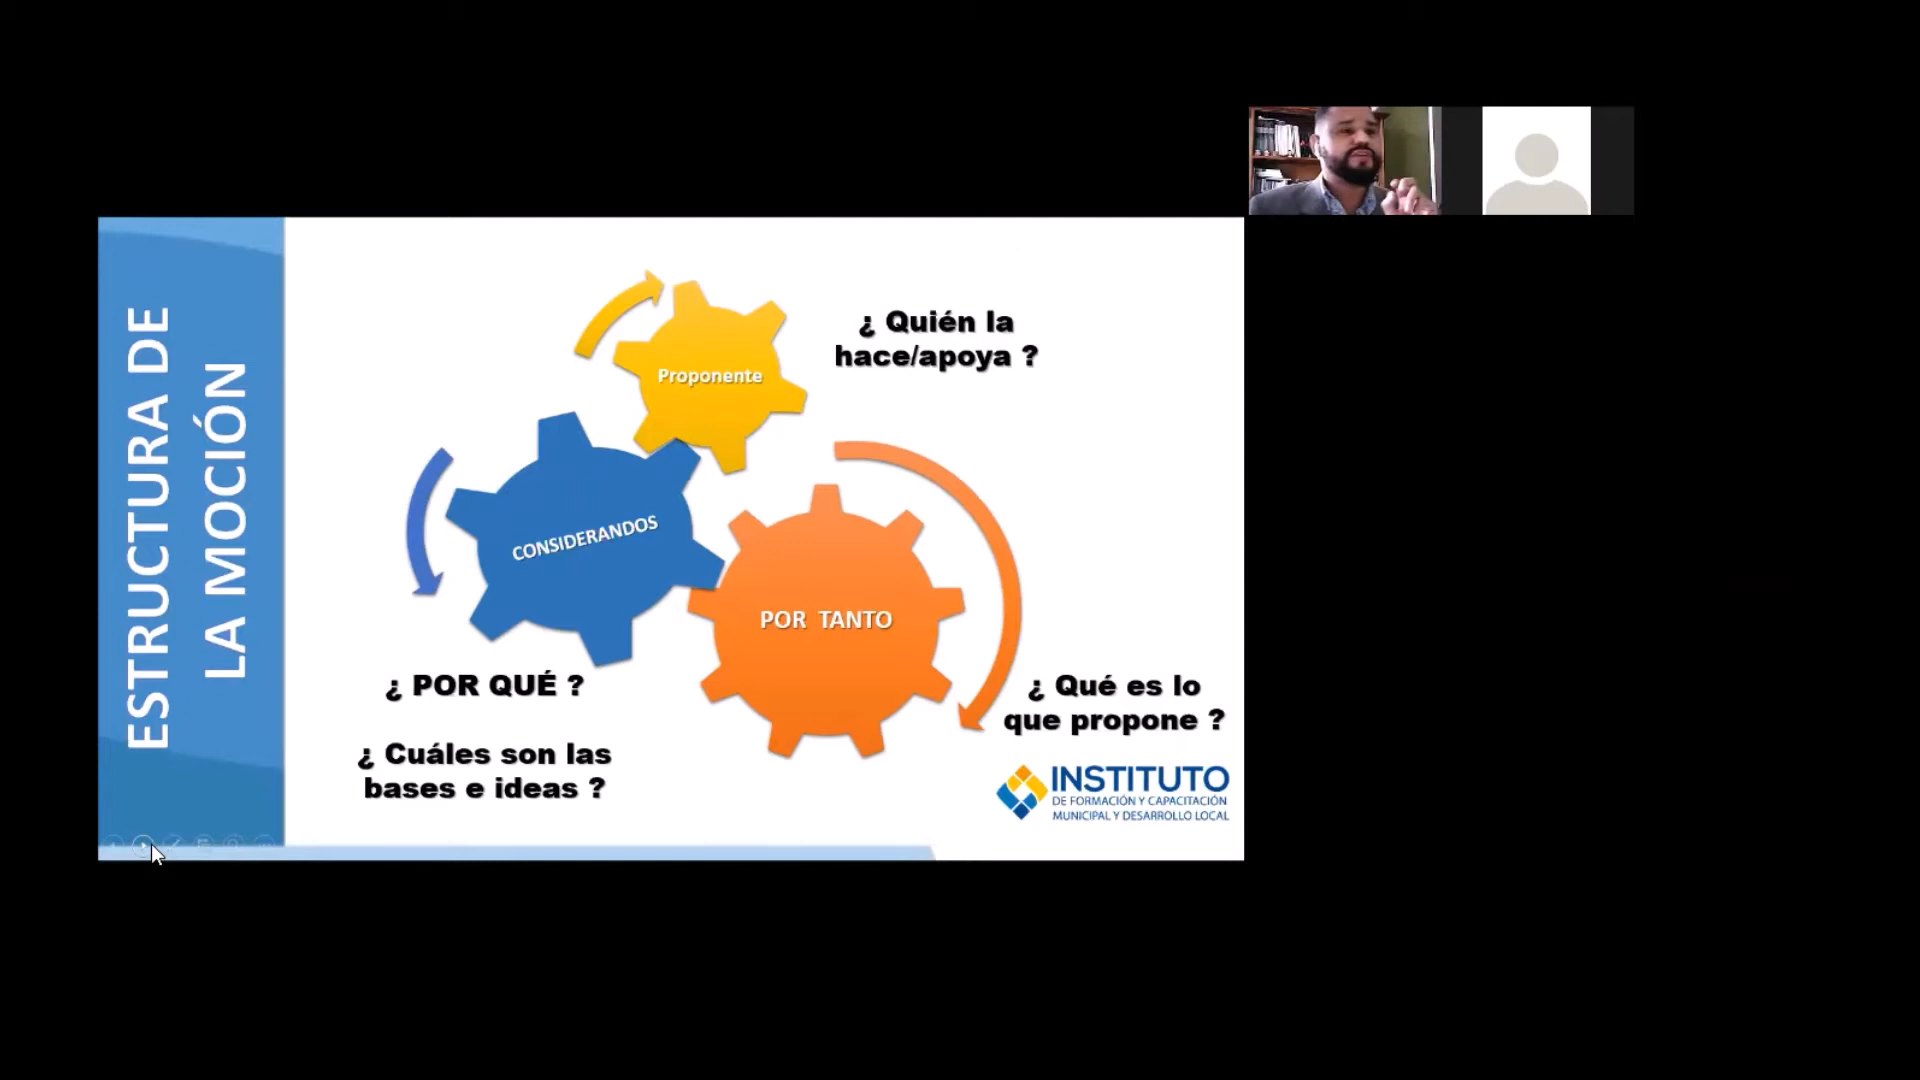 ESTRUCTURA DE
LA MOCIÓN
¿ Quién la
hace/apoya ?
Proponente
CONSIDERANDOS
POR TANTO
¿ POR QUÉ ?
¿ Cuáles son las
bases e ideas ?
¿ Qué es lo
que propone ?
INSTITUTO
DE FORMACIÓN Y CAPACITACIÓN
MUNICIPAL Y DESARROLLO LOCAL